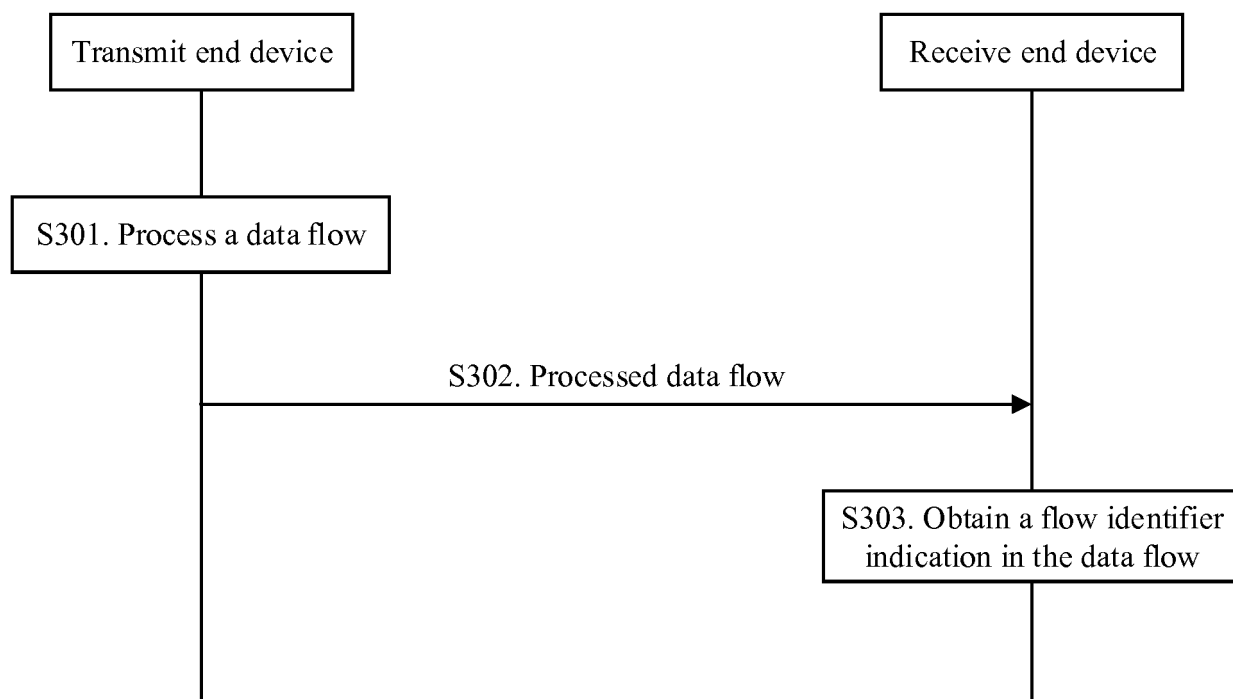 Transmit end device
Receive end device
S301. Process a data flow
S302. Processed data flow
S303. Obtain a flow identifier
indication in the data flow